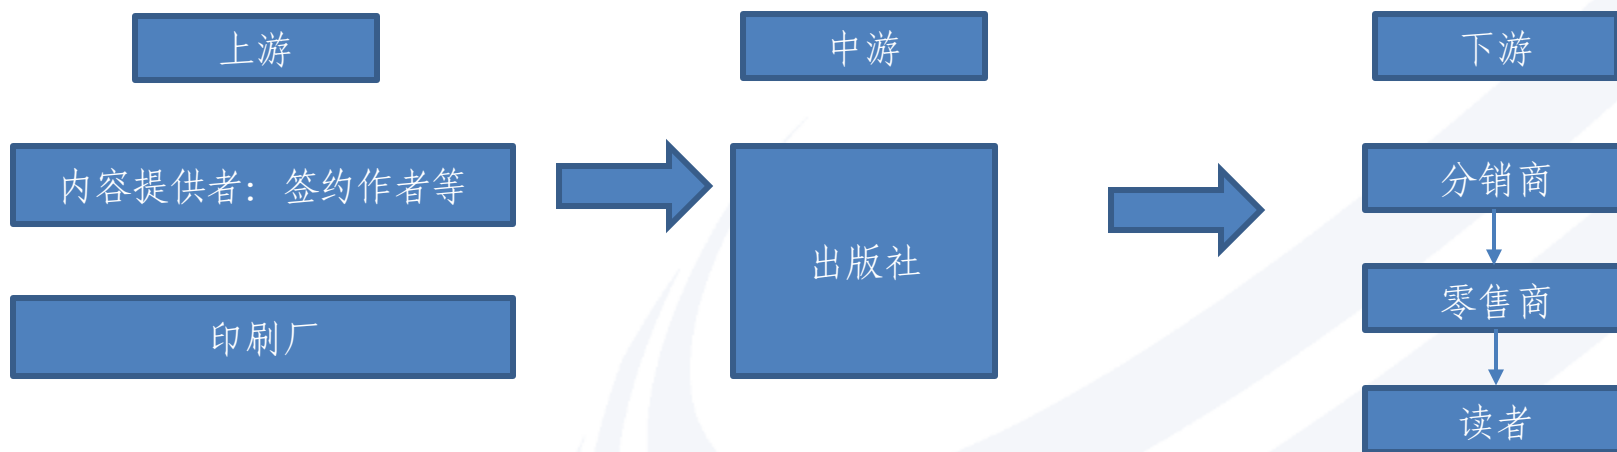 上游
中游
下游
内容提供者：签约作者等
印刷厂
出版社
分销商
零售商
读者